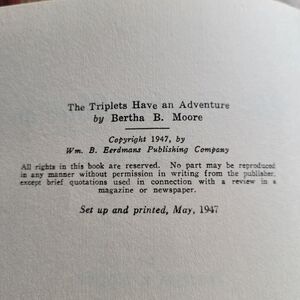 The Triplets Have an Adventure
by Bertha B. Moore
Copyright 1947, by
Wm. B. Eerdmans Publishing Company
All rights in this book are reserved. No part may be reproduced
in any manner without permission in writing from the publisher,
except brief quotations used in connection with a review in a
magazine or newspaper.
Set up and printed, May, 1947